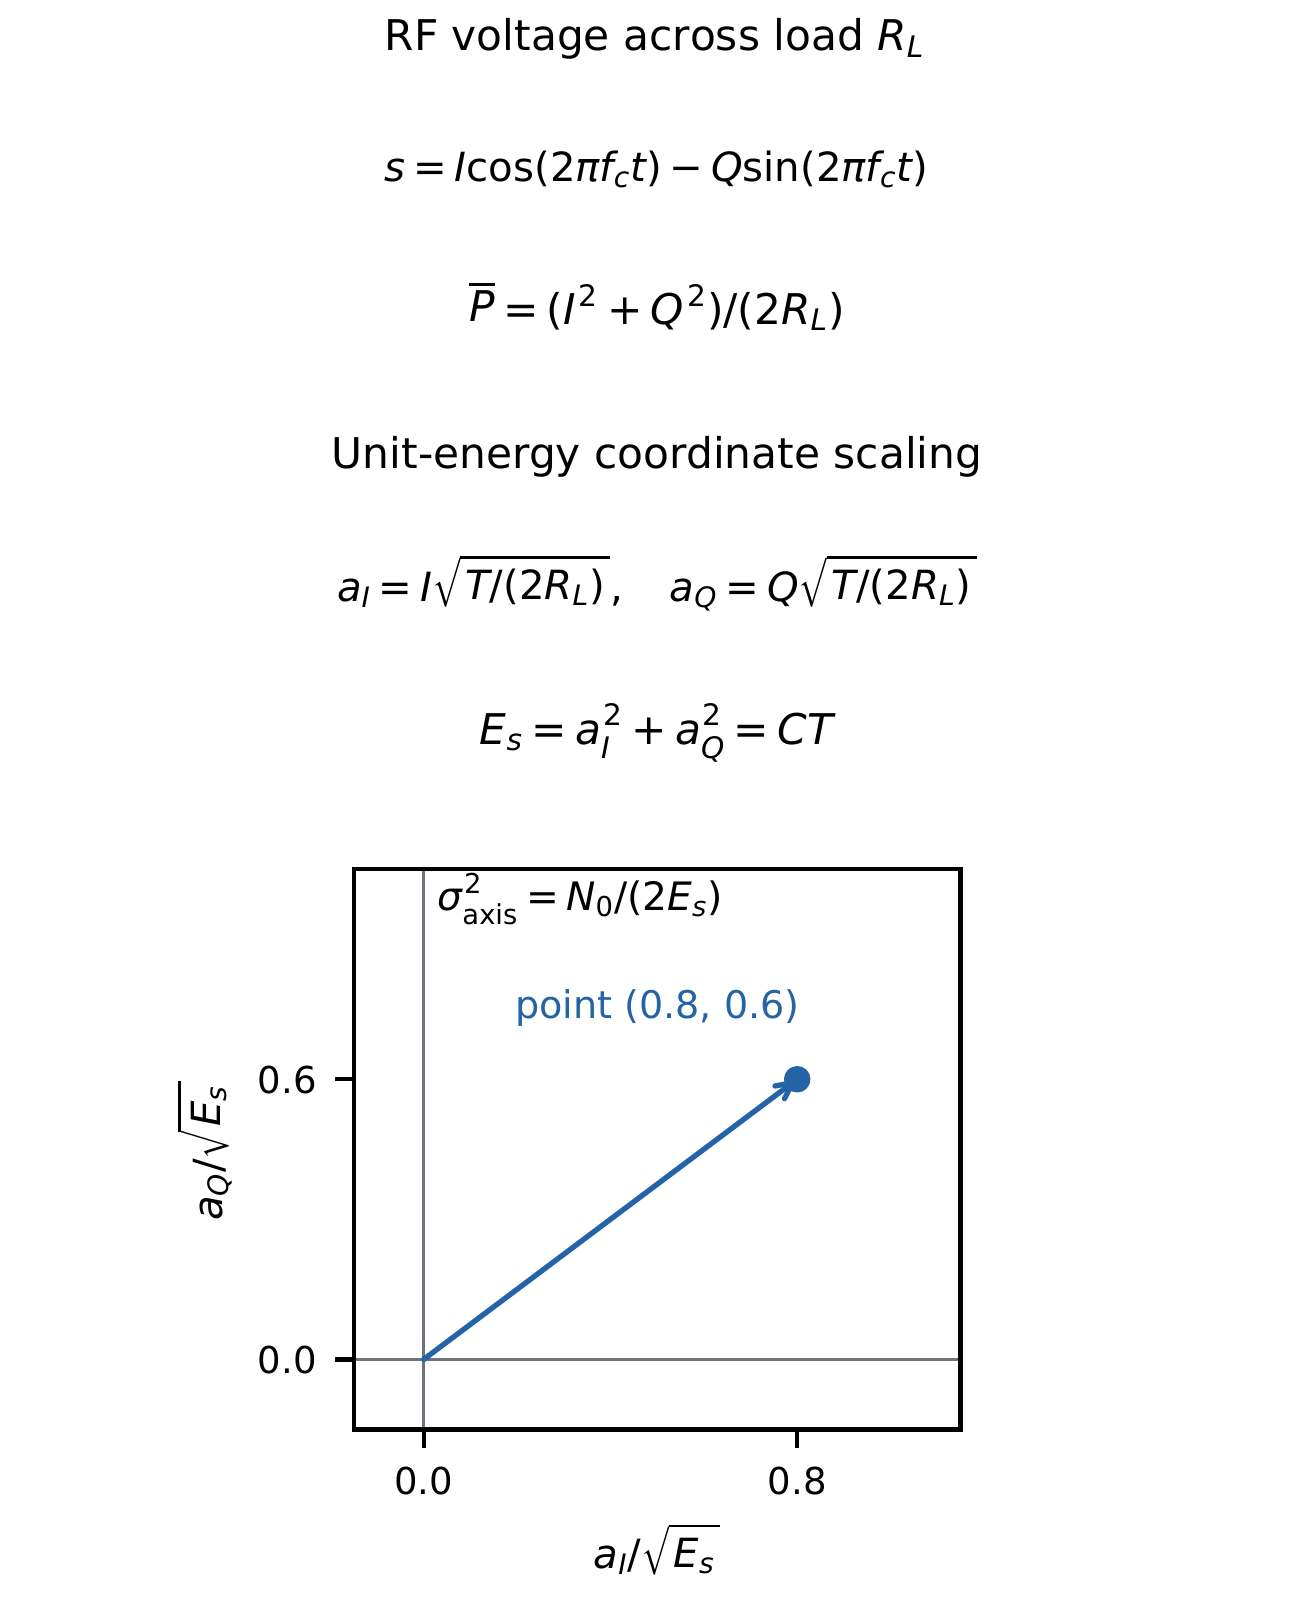 RF voltage across load R_L
s = I cos(2πf_c t) − Q sin(2πf_c t)
P̅ = (I² + Q²)/(2R_L)
Unit-energy coordinate scaling
a_I = I√(T/(2R_L)), a_Q = Q√(T/(2R_L))
E_s = a_I² + a_Q² = CT
σ²_axis = N₀/(2E_s)
point (0.8, 0.6)
0.6
a_Q/√E_s
0.0
0.0 0.8
a_I/√E_s